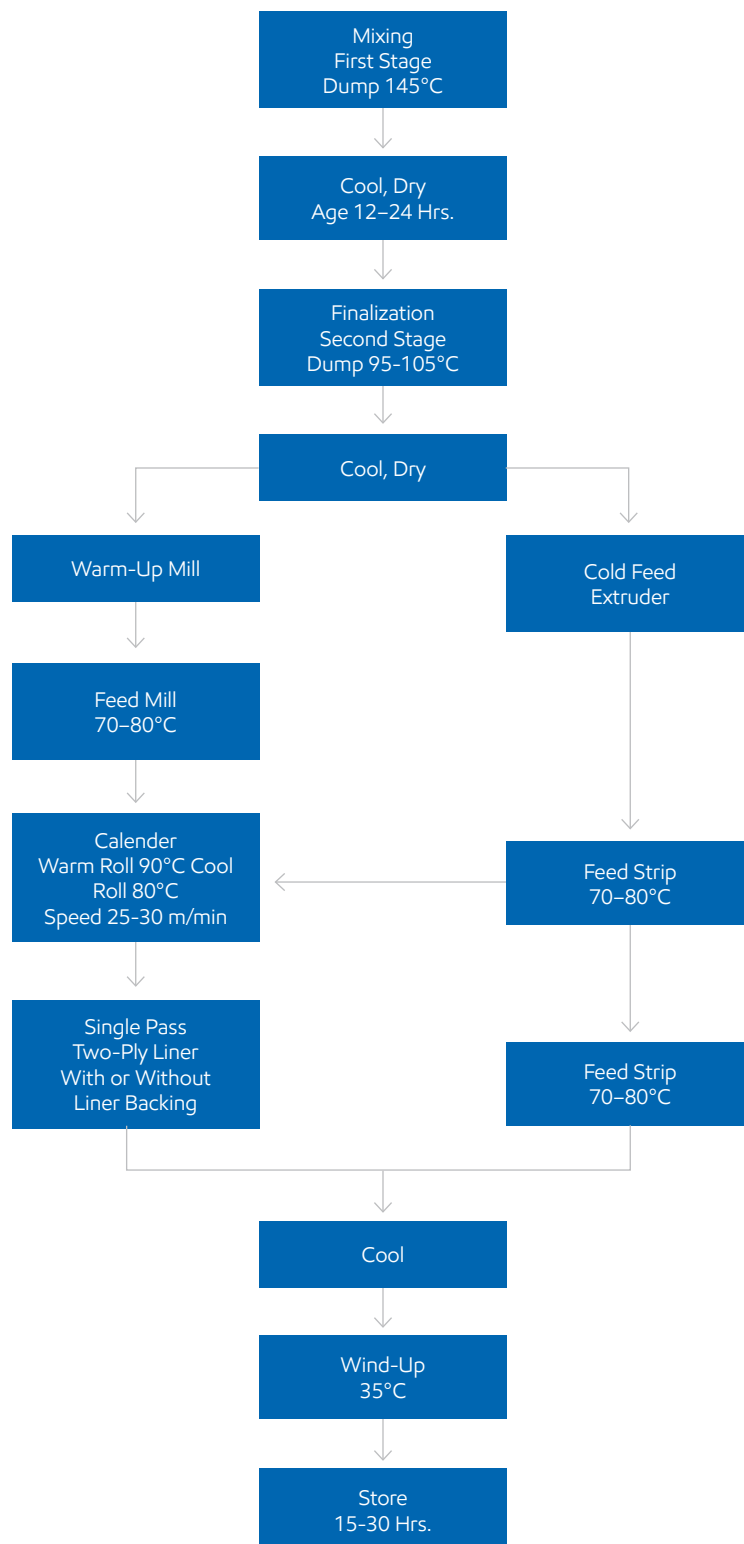 Mixing
First Stage
Dump 145°C
Cool, Dry
Age 12–24 Hrs.
Finalization
Second Stage
Dump 95-105°C
Cool, Dry
Warm-Up Mill
Cold Feed
Extruder
Feed Mill
70–80°C
Calender
Warm Roll 90°C Cool
Roll 80°C
Speed 25-30 m/min
Feed Strip
70–80°C
Single Pass
Two-Ply Liner
With or Without
Liner Backing
Feed Strip
70–80°C
Cool
Wind-Up
35°C
Store
15-30 Hrs.